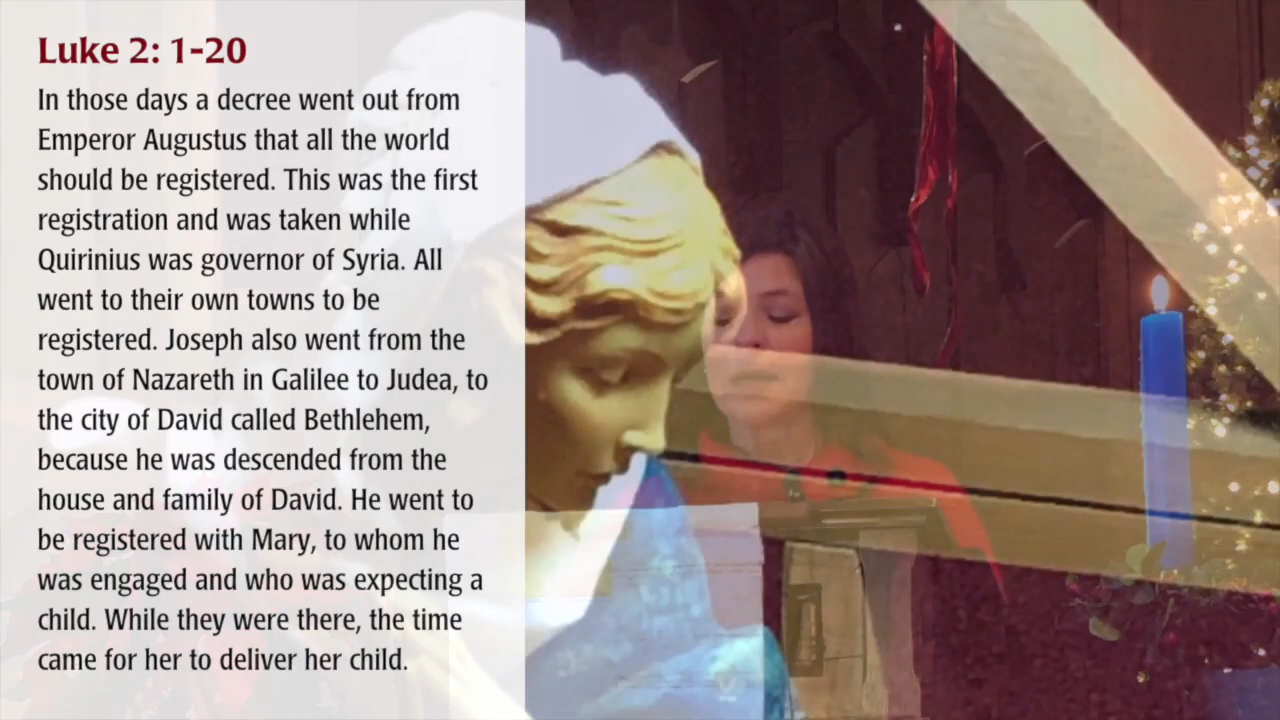 Luke 2: 1-20
In those days a decree went out from
Emperor Augustus that all the world
should be registered. This was the first
registration and was taken while
Quirinius was governor of Syria. All
went to their own towns to be
registered. Joseph also went from the
town of Nazareth in Galilee to Judea, to
the city of David called Bethlehem,
because he was descended from the
house and family of David. He went to
be registered with Mary, to whom he
was engaged and who was expecting a
child. While they were there, the time
came for her to deliver her child.